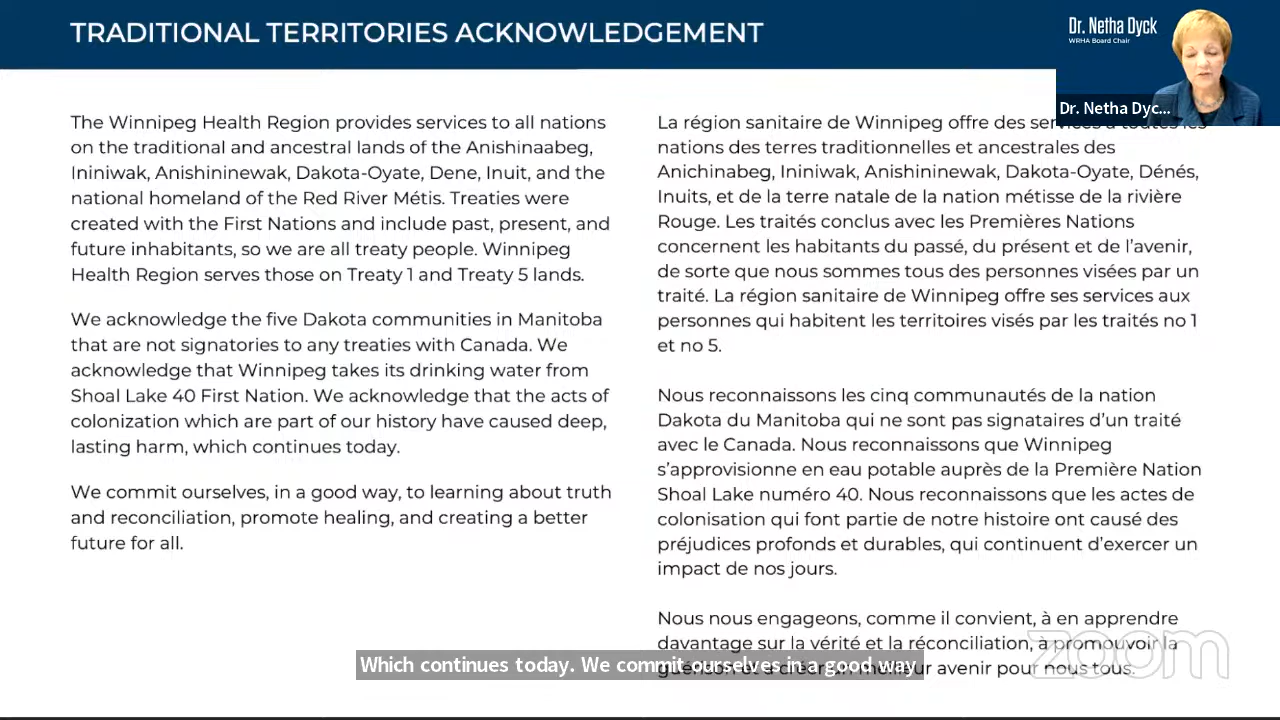 TRADITIONAL TERRITORIES ACKNOWLEDGEMENT
Dr. Netha Dyck
WRHA Board Chair
Dr. Netha Dyc...
The Winnipeg Health Region provides services to all nations
on the traditional and ancestral lands of the Anishinaabeg,
Ininiwak, Anishininewak, Dakota-Oyate, Dene, Inuit, and the
national homeland of the Red River Métis. Treaties were
created with the First Nations and include past, present, and
future inhabitants, so we are all treaty people. Winnipeg
Health Region serves those on Treaty 1 and Treaty 5 lands.
We acknowledge the five Dakota communities in Manitoba
that are not signatories to any treaties with Canada. We
acknowledge that Winnipeg takes its drinking water from
Shoal Lake 40 First Nation. We acknowledge that the acts of
colonization which are part of our history have caused deep,
lasting harm, which continues today.
We commit ourselves, in a good way, to learning about truth
and reconciliation, promote healing, and creating a better
future for all.
La région sanitaire de Winnipeg offre des services à toutes les
nations des terres traditionnelles et ancestrales des
Anichinabeg, Ininiwak, Anishininewak, Dakota-Oyate, Dénés,
Inuits, et de la terre natale de la nation métisse de la rivière
Rouge. Les traités conclus avec les Premières Nations
concernent les habitants du passé, du présent et de l'avenir,
de sorte que nous sommes tous des personnes visées par un
traité. La région sanitaire de Winnipeg offre ses services aux
personnes qui habitent les territoires visés par les traités no 1
et no 5.
Nous reconnaissons les cinq communautés de la nation
Dakota du Manitoba qui ne sont pas signataires d'un traité
avec le Canada. Nous reconnaissons que Winnipeg
s'approvisionne en eau potable auprès de la Première Nation
Shoal Lake numéro 40. Nous reconnaissons que les actes de
colonisation qui font partie de notre histoire ont causé des
préjudices profonds et durables, qui continuent d'exercer un
impact de nos jours.
Nous nous engageons, comme il convient, à en apprendre
davantage sur la vérité et la réconciliation, à promouvoir la
guérison et à créer un meilleur avenir pour nous tous.
Which continues today. We commit ourselves in a good way
zoom